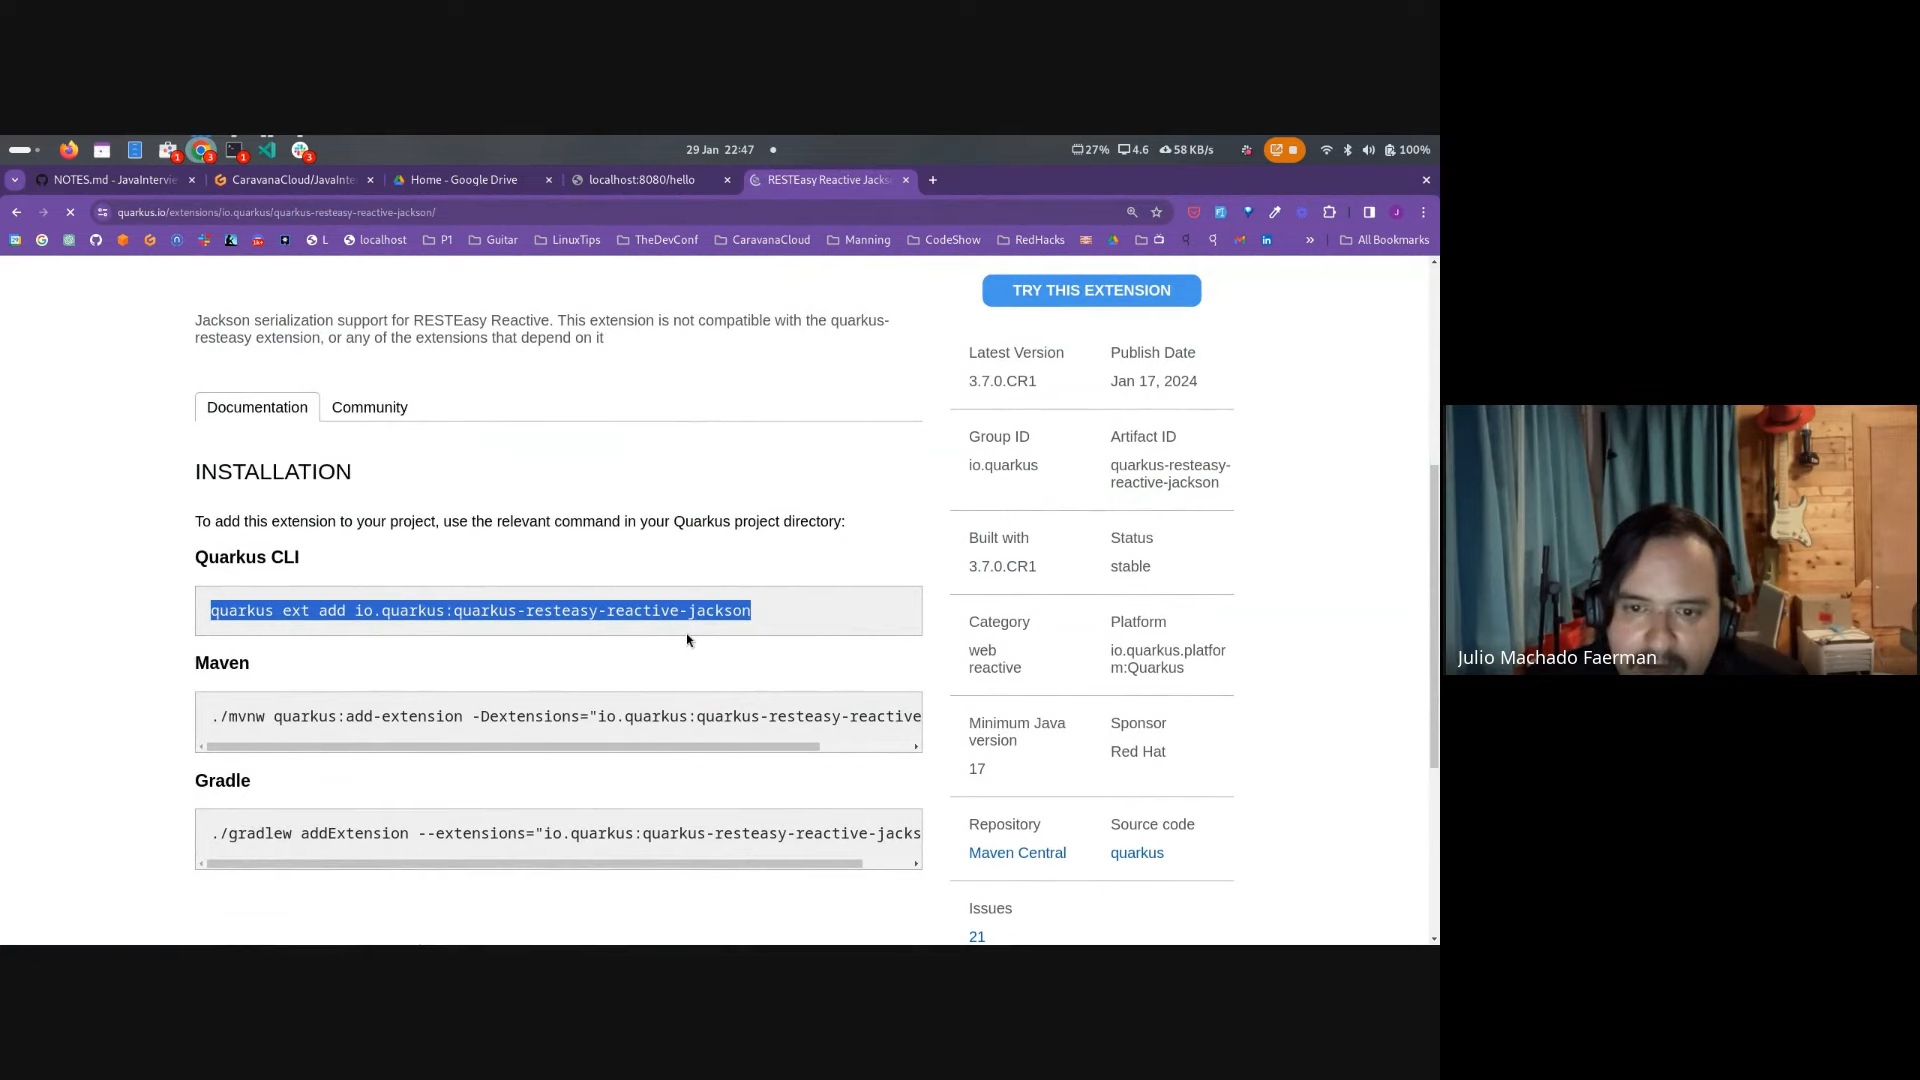 29 Jan 22:47
27%
4.6
58 KB/s
100%
1
3
1
3
NOTES.md - JavaIntervie
CaravanaCloud/JavaInte
Home - Google Drive
localhost:8080/hello
RESTEasy Reactive Jacks
quarkus.io/extensions/io.quarkus/quarkus-resteasy-reactive-jackson/
L
localhost
P1
Guitar
LinuxTips
TheDevConf
CaravanaCloud
Manning
CodeShow
RedHacks
All Bookmarks
Jackson serialization support for RESTEasy Reactive. This extension is not compatible with the quarkus-
resteasy extension, or any of the extensions that depend on it
Documentation
Community
INSTALLATION
To add this extension to your project, use the relevant command in your Quarkus project directory:
Quarkus CLI
quarkus ext add io.quarkus:quarkus-resteasy-reactive-jackson
Maven
./mvnw quarkus:add-extension -Dextensions="io.quarkus:quarkus-resteasy-reactive
Gradle
./gradlew addExtension --extensions="io.quarkus:quarkus-resteasy-reactive-jacks
TRY THIS EXTENSION
Latest Version
Publish Date
3.7.0.CR1
Jan 17, 2024
Group ID
Artifact ID
io.quarkus
quarkus-resteasy-
reactive-jackson
Built with
Status
3.7.0.CR1
stable
Category
Platform
web
reactive
io.quarkus.platfor
m:Quarkus
Minimum Java
version
Sponsor
17
Red Hat
Repository
Source code
Maven Central
quarkus
Issues
21
Julio Machado Faerman